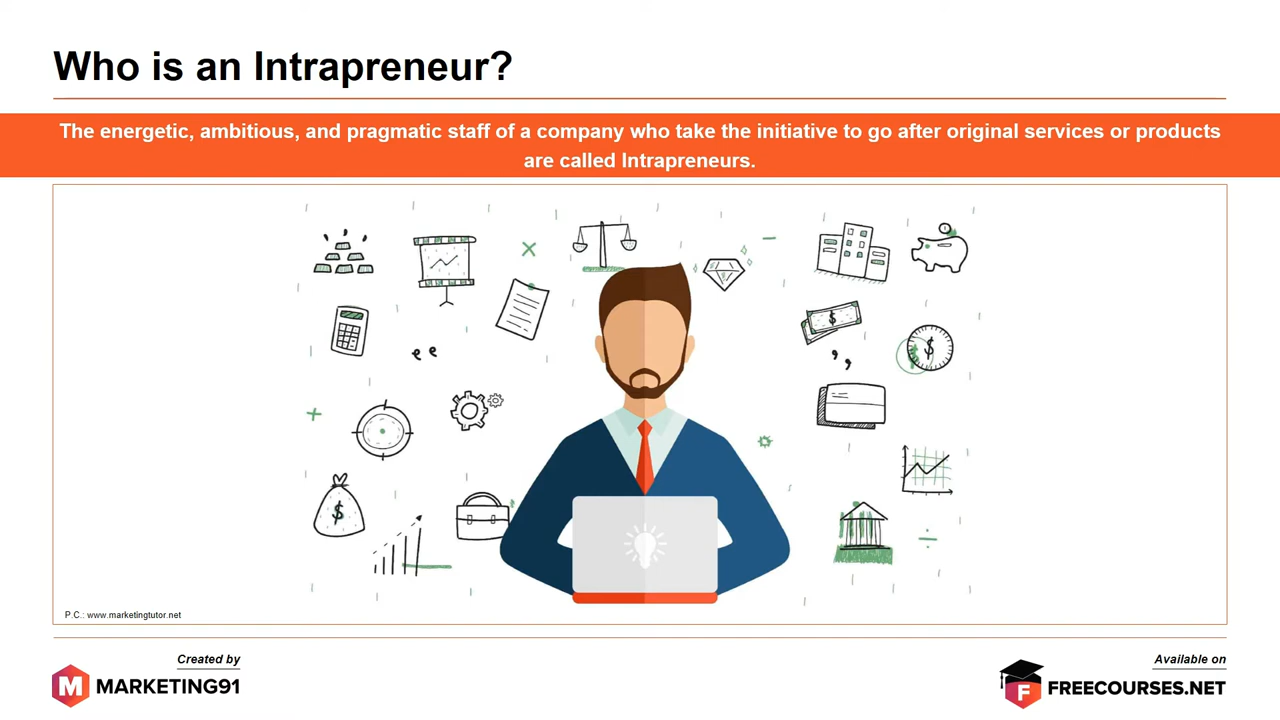 Who is an Intrapreneur?
The energetic, ambitious, and pragmatic staff of a company who take the initiative to go after original services or products
are called Intrapreneurs.
$
$
$
P.C.: www.marketingtutor.net
Created by
M MARKETING91
Available on
F FREECOURSES.NET